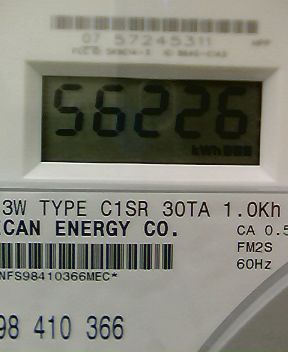 07 57245311
56226
kWh
3W TYPE C1SR 30TA 1.0Kh
ICAN ENERGY CO.
CA 0.5
FM2S
NFS98410366MEC*
60Hz
98 410 366